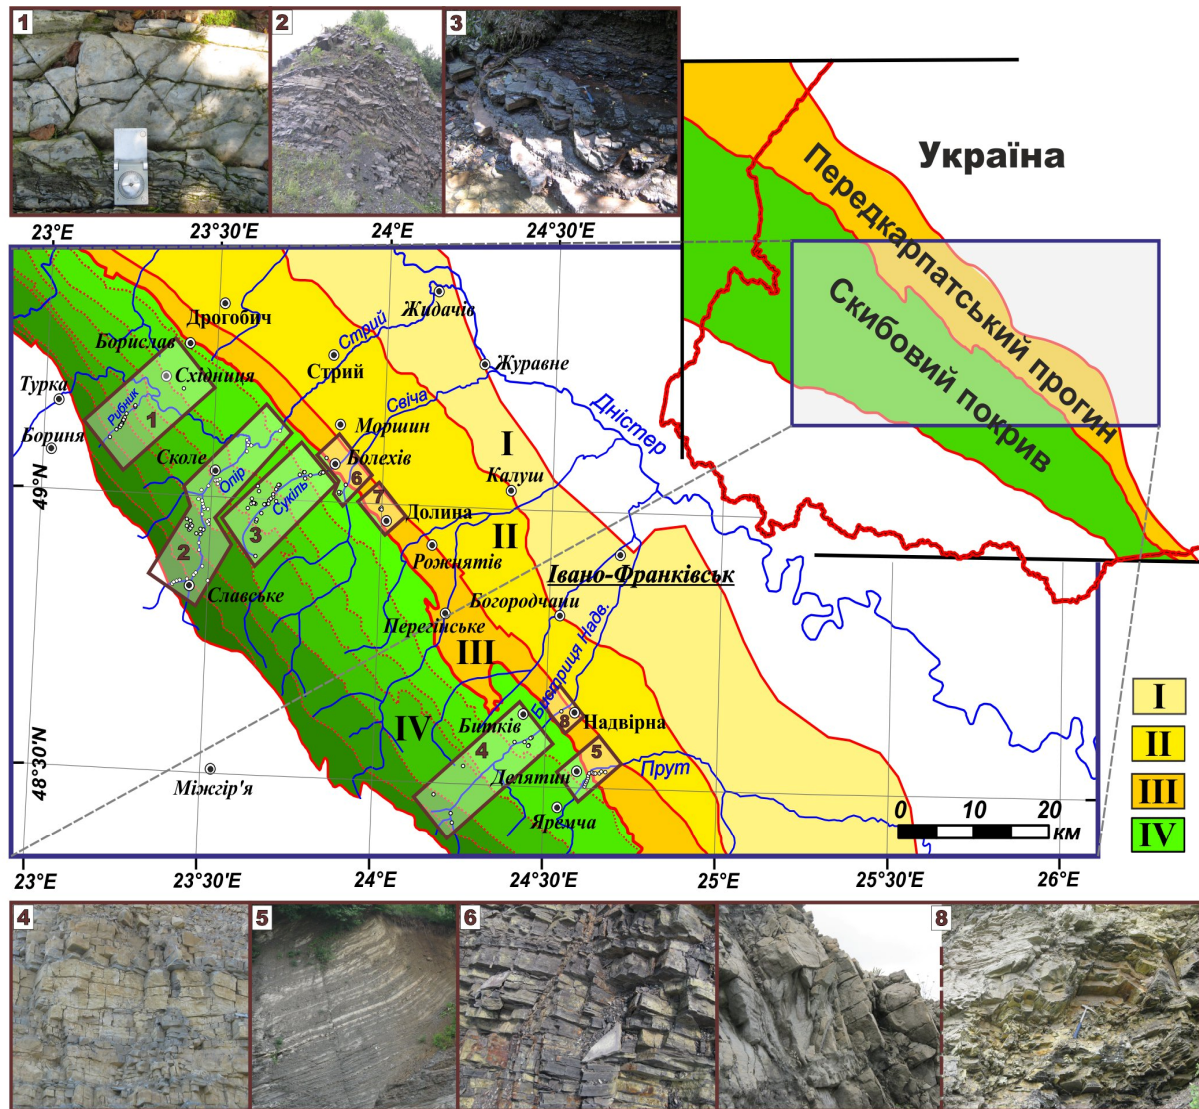 1
2
3
Україна
Передкарпатський прогин
Скибовий покрив
23°E
23°30'E
24°E
24°30'E
Дрогобич
Жидачів
Стрий
Борислав
Стрий
Журавне
Турка
Східниця
Рибник
1
Свіча
Дністер
Бориня
Моршин
I
Сколе
Опір
Болехів
6
Калуш
49°N
Сукіль
7
Долина
3
II
2
Рожнятів
Івано-Франківськ
Славське
Богородчани
Перегінське
III
Бистриця Надв.
I
IV
Битків
8
Надвірна
II
4
5
Делятин
Прут
48°30'N
Міжгір'я
III
Яремча
0
10
20
км
IV
23°E
23°30'E
24°E
24°30'E
25°E
25°30'E
26°E
4
5
6
8